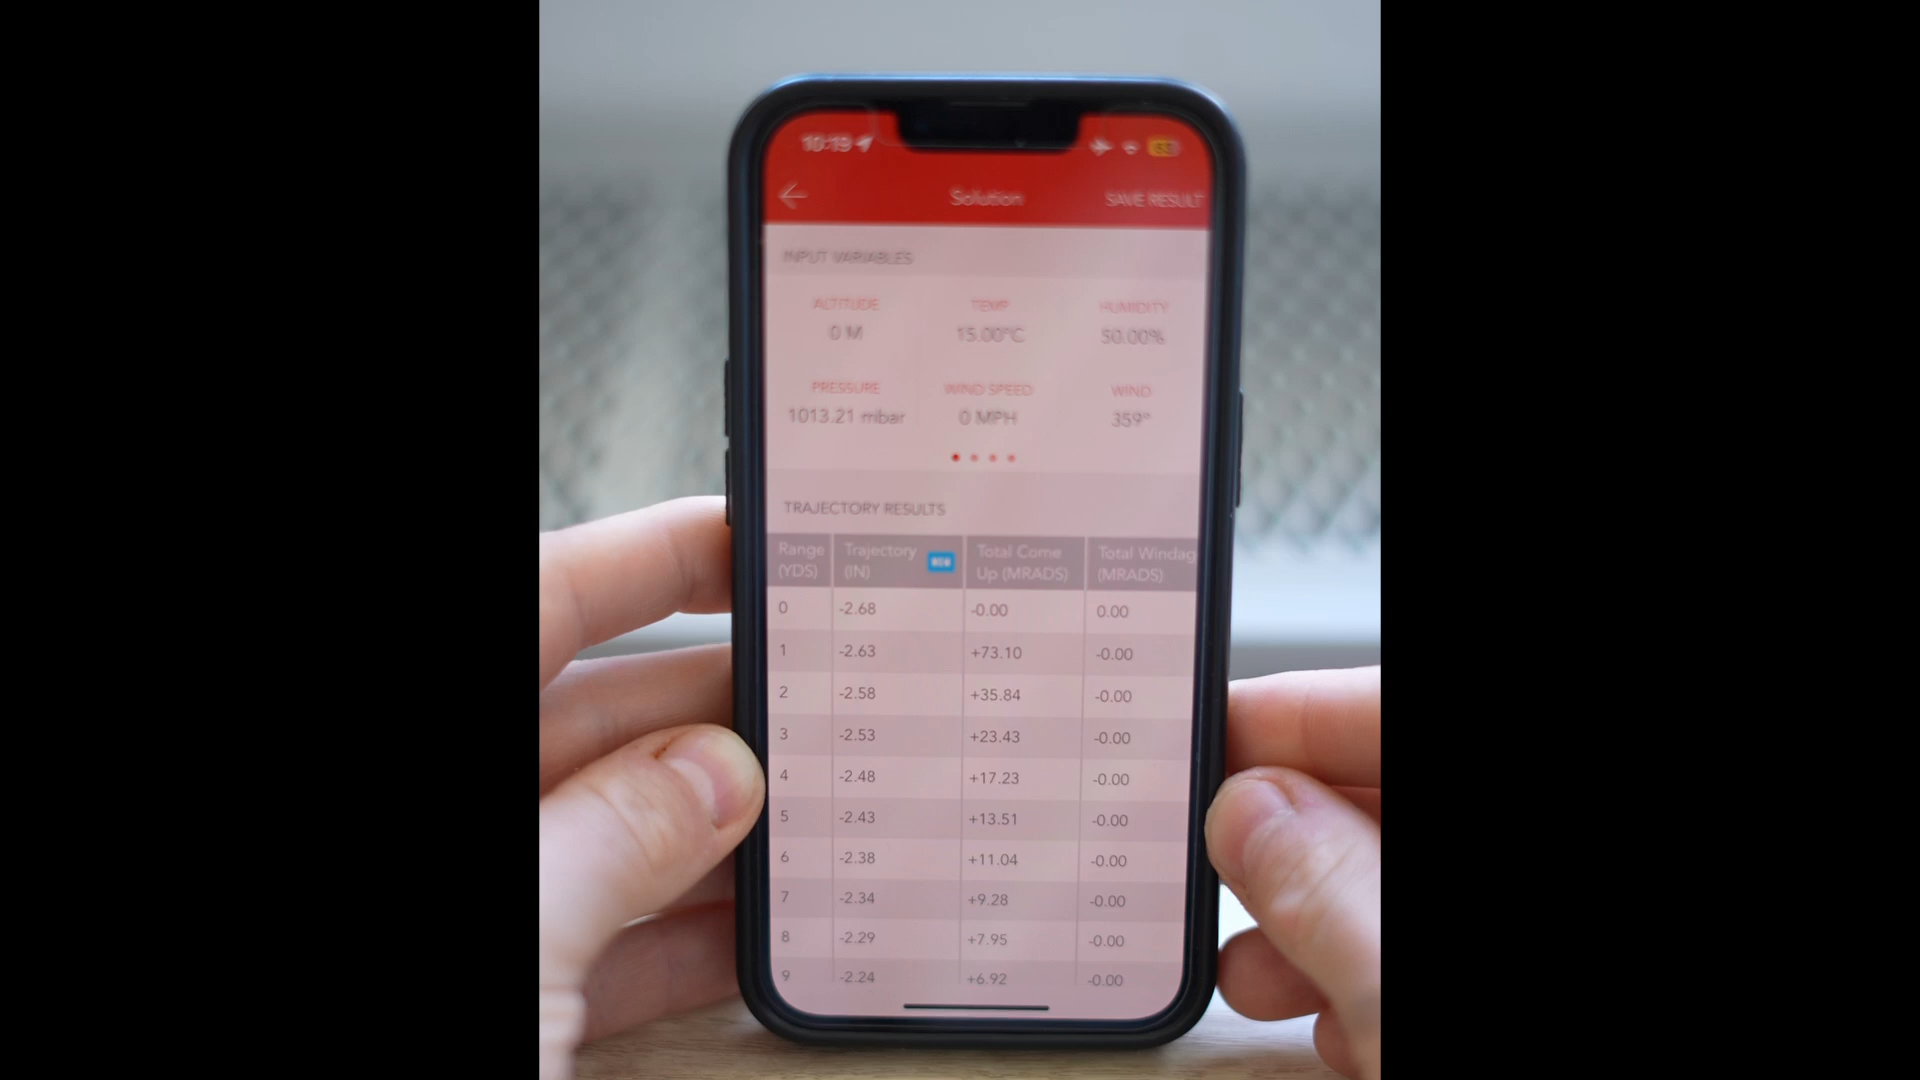 10:19
Solution
SAVE RESULT
INPUT VARIABLES
ALTITUDE TEMP HUMIDITY
0 M 15.00°C 50.00%
PRESSURE WIND SPEED WIND
1013.21 mbar 0 MPH 359°
TRAJECTORY RESULTS
Range (YDS) Trajectory (IN) NEW Total Come Up (MRADS) Total Windag (MRADS)
0 -2.68 -0.00 0.00
1 -2.63 +73.10 -0.00
2 -2.58 +35.84 -0.00
3 -2.53 +23.43 -0.00
4 -2.48 +17.23 -0.00
5 -2.43 +13.51 -0.00
6 -2.38 +11.04 -0.00
7 -2.34 +9.28 -0.00
8 -2.29 +7.95 -0.00
9 -2.24 +6.92 -0.00